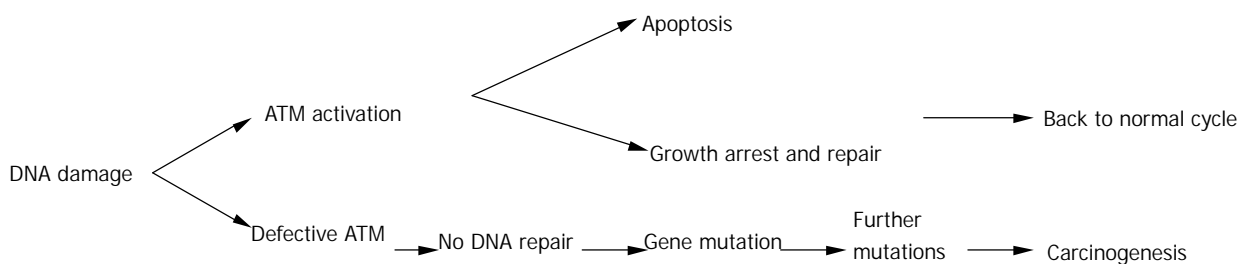 Apoptosis
ATM activation
Back to normal cycle
Growth arrest and repair
DNA damage
Defective ATM
No DNA repair
Gene mutation
Further
mutations
Carcinogenesis